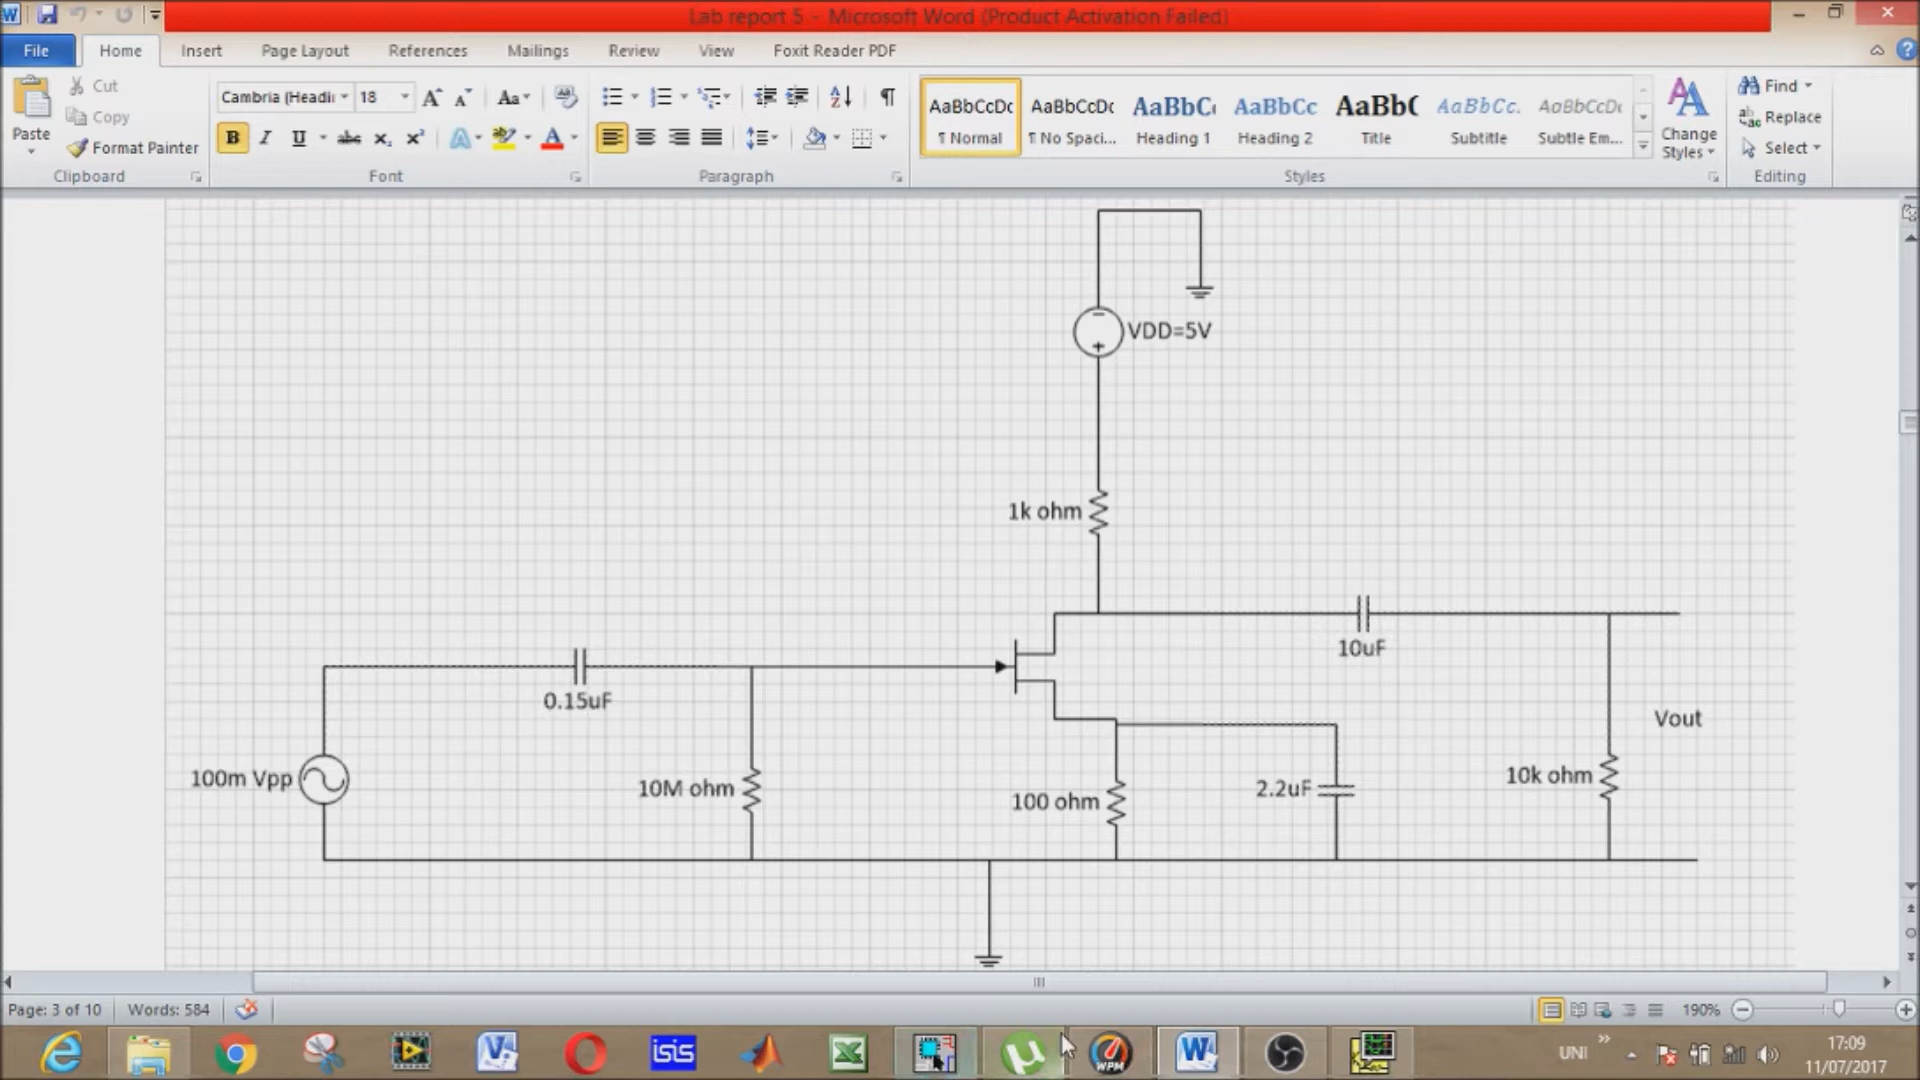 Lab report 5 - Microsoft Word (Product Activation Failed)
File Home Insert Page Layout References Mailings Review View Foxit Reader PDF
Paste
Cut
Copy
Format Painter
Clipboard
Cambria (Headi 18
Font
Paragraph
AaBbCcDc AaBbCcDc AaBbC AaBbCc AaBbC AaBbCc. AaBbCcDc
¶ Normal ¶ No Spaci... Heading 1 Heading 2 Title Subtitle Subtle Em...
Styles
Change
Styles
Find
Replace
Select
Editing
VDD=5V
1k ohm
10uF
0.15uF
Vout
100m Vpp
10M ohm
100 ohm
2.2uF
10k ohm
Page: 3 of 10 Words: 584
190%
isis
WPM
UNI
17:09
11/07/2017